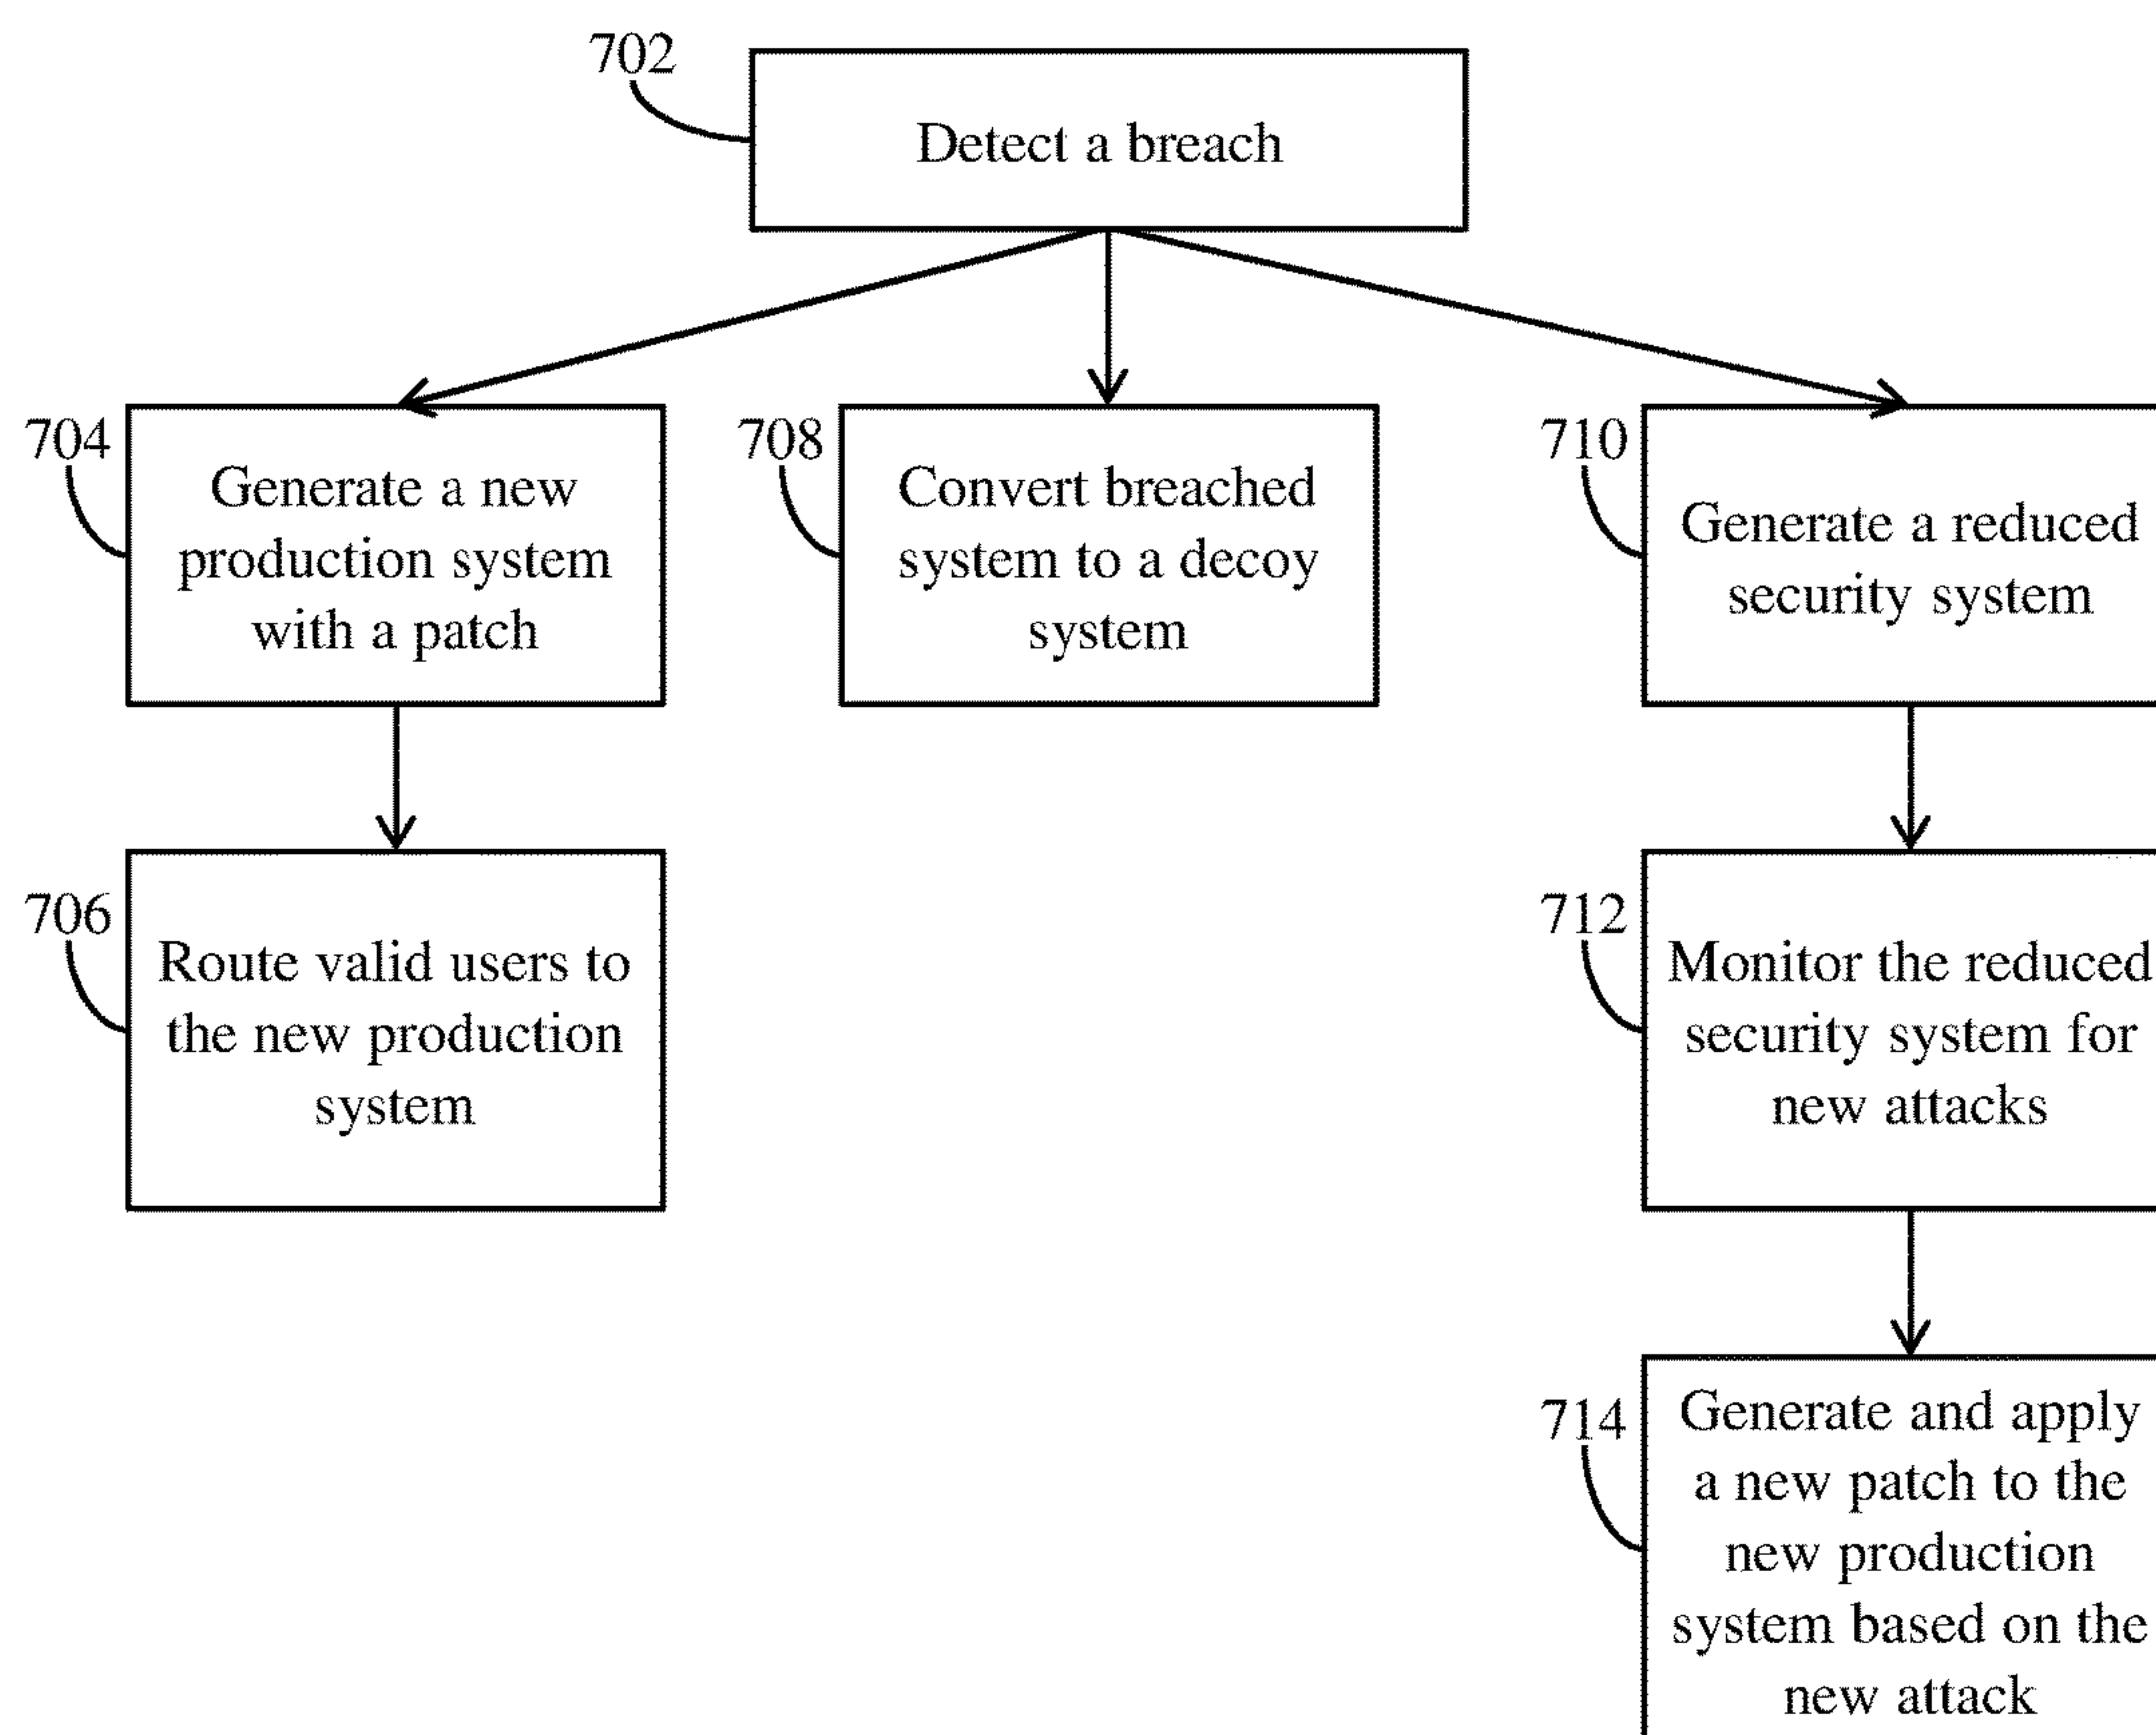 702
Detect a breach
704
Generate a new
production system
with a patch
708
Convert breached
system to a decoy
system
710
Generate a reduced
security system
706
Route valid users to
the new production
system
712
Monitor the reduced
security system for
new attacks
714
Generate and apply
a new patch to the
new production
system based on the
new attack